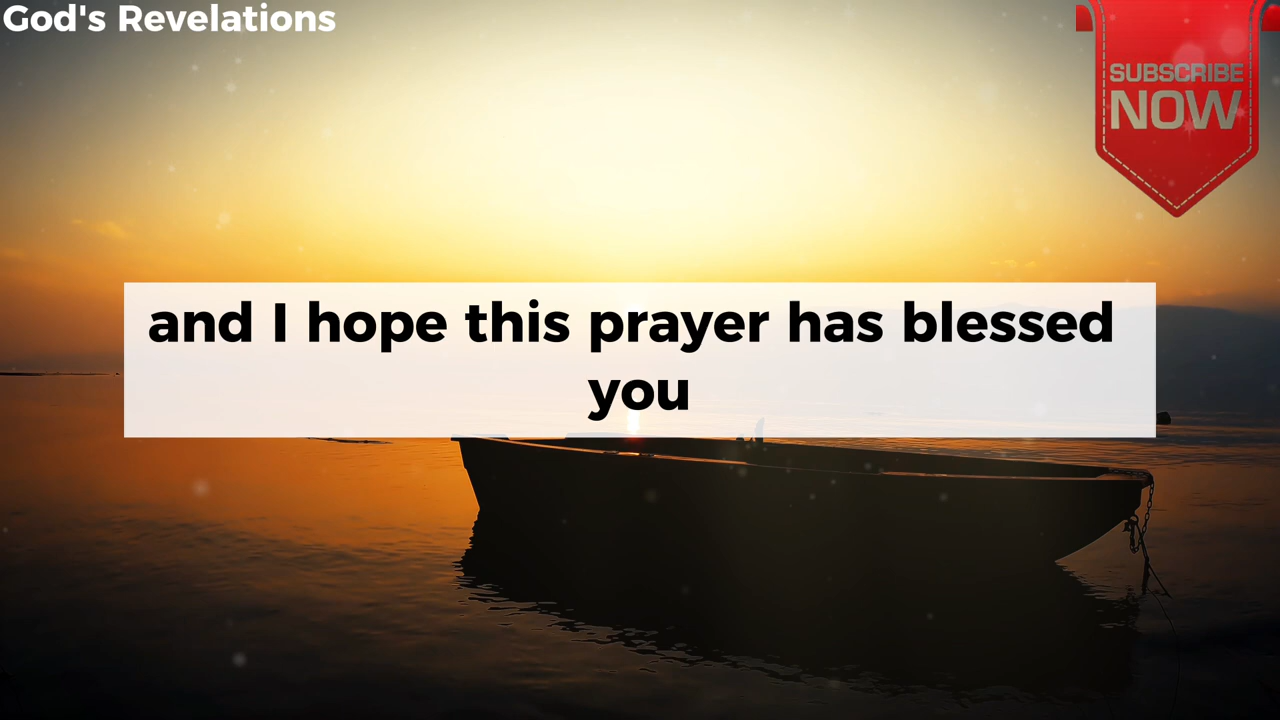 God's Revelations
SUBSCRIBE
NOW
and I hope this prayer has blessed
you